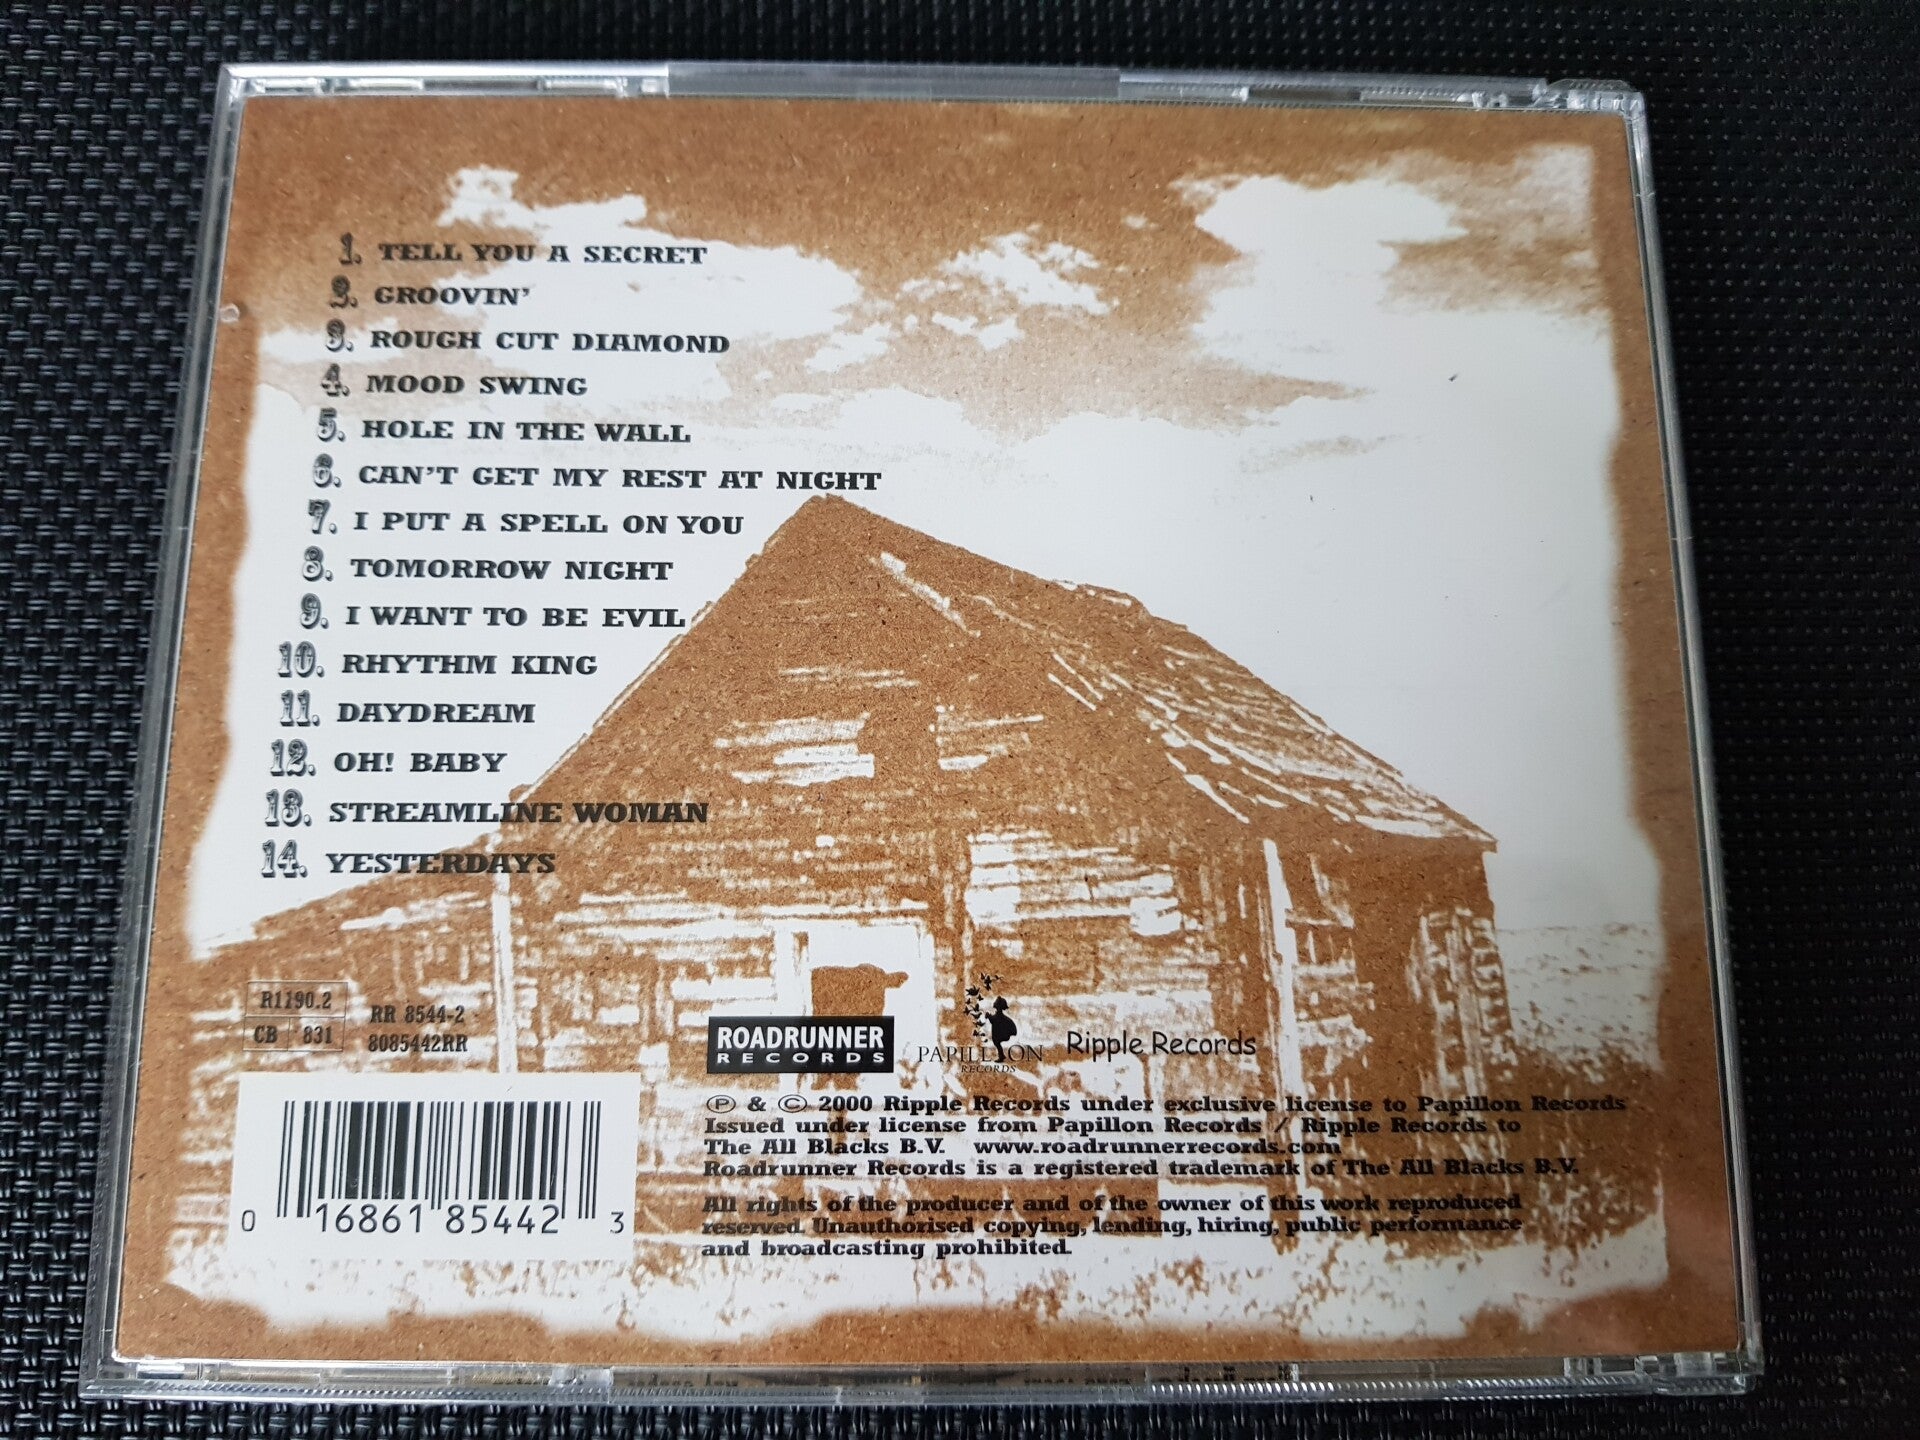 1. TELL YOU A SECRET
2. GROOVIN'
3. ROUGH CUT DIAMOND
4. MOOD SWING
5. HOLE IN THE WALL
6. CAN'T GET MY REST AT NIGHT
7. I PUT A SPELL ON YOU
8. TOMORROW NIGHT
9. I WANT TO BE EVIL
10. RHYTHM KING
11. DAYDREAM
12. OH! BABY
13. STREAMLINE WOMAN
14. YESTERDAYS
R1190.2
CB 831
RR 8544-2
8085442RR
ROADRUNNER
RECORDS
PAPILLON
RECORDS
Ripple Records
Ⓟ & © 2000 Ripple Records under exclusive license to Papillon Records
Issued under license from Papillon Records / Ripple Records to
The All Blacks B.V. www.roadrunnerrecords.com
Roadrunner Records is a registered trademark of The All Blacks B.V.
All rights of the producer and of the owner of this work reproduced
reserved. Unauthorised copying, lending, hiring, public performance
and broadcasting prohibited.
0 16861 85442 3